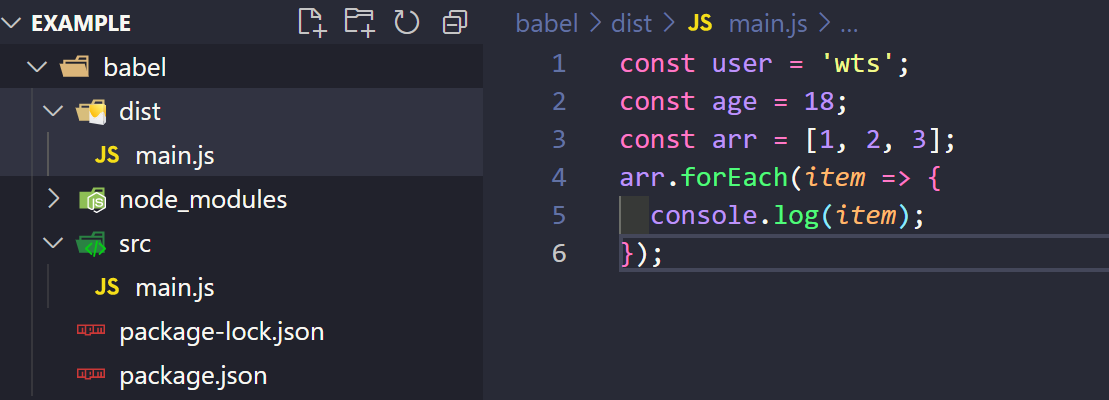 EXAMPLE
babel
dist
JS main.js
node_modules
src
JS main.js
package-lock.json
package.json
babel > dist > JS main.js > ...
1 const user = 'wts';
2 const age = 18;
3 const arr = [1, 2, 3];
4 arr.forEach(item => {
5   console.log(item);
6 });